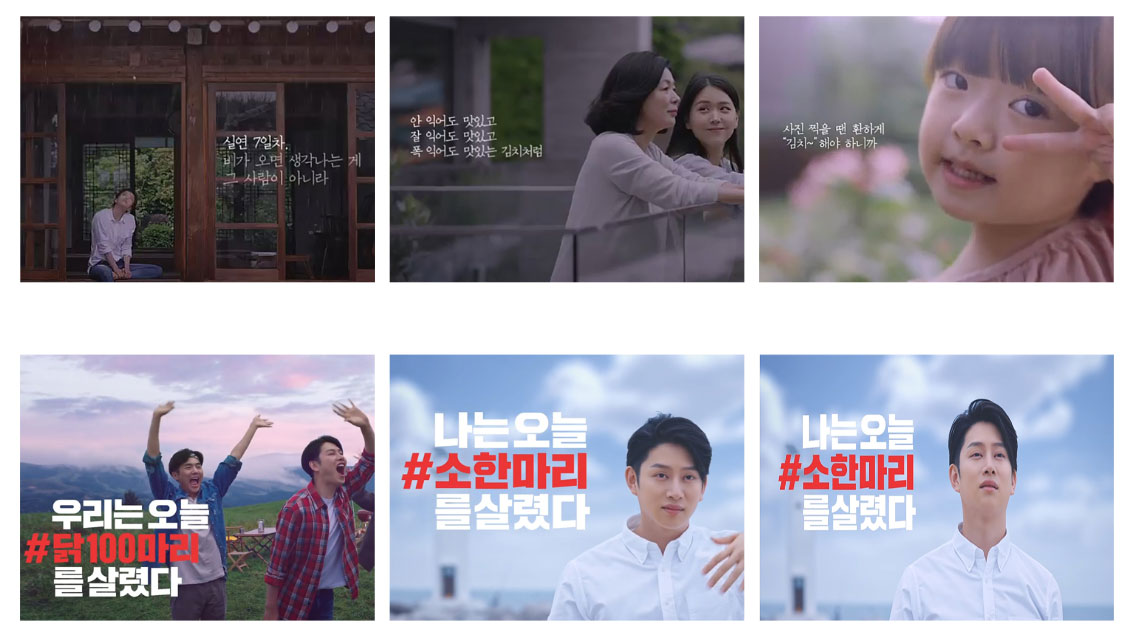 실연 7일차.
비가 오면 생각나는 게
그 사람이 아니라
안 익어도 맛있고
잘 익어도 맛있고
폭 익어도 맛있는 김치처럼
사진 찍을 땐 환하게
"김치~"해야 하니까
우리는 오늘
#닭100마리
를 살렸다
나는 오늘
#소한마리
를 살렸다
나는 오늘
#소한마리
를 살렸다